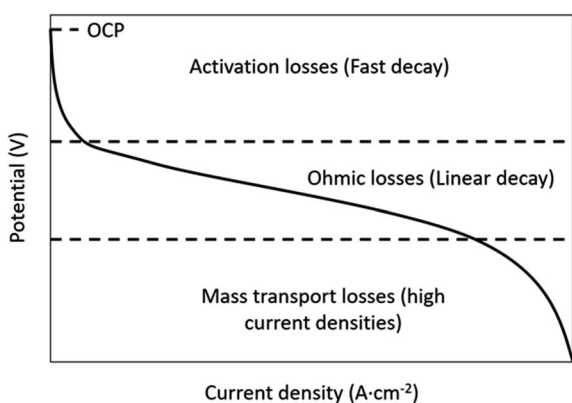 OCP
Activation losses (Fast decay)
Potential (V)
Ohmic losses (Linear decay)
Mass transport losses (high
current densities)
Current density (A·cm⁻²)